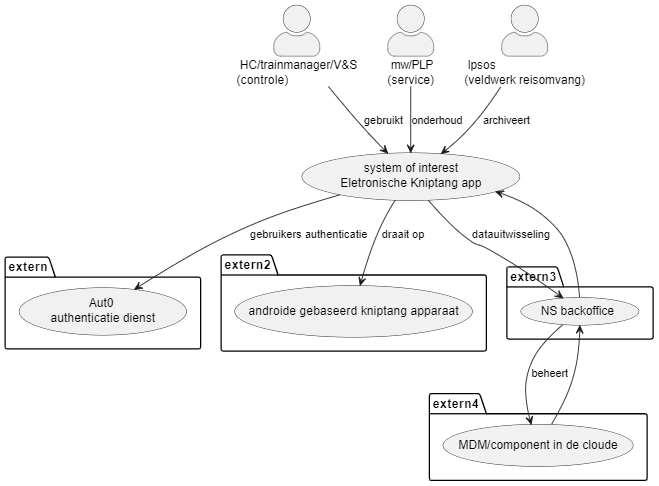 HC/trainmanager/V&S
(controle)
mw/PLP
(service)
Ipsos
(veldwerk reisomvang)
gebruikt
onderhoud
archiveert
system of interest
Eletronische Kniptang app
gebruikers authenticatie
draait op
datauitwisseling
extern
Aut0
authenticatie dienst
extern2
androide gebaseerd kniptang apparaat
extern3
NS backoffice
beheert
extern4
MDM/component in de cloude